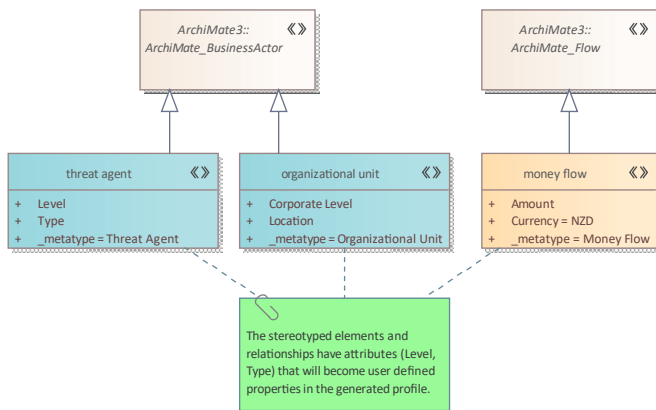 ArchiMate3:: «»
ArchiMate_BusinessActor
ArchiMate3:: «»
ArchiMate_Flow
threat agent «»
+ Level
+ Type
+ _metatype = Threat Agent
organizational unit «»
+ Corporate Level
+ Location
+ _metatype = Organizational Unit
money flow «»
+ Amount
+ Currency = NZD
+ _metatype = Money Flow
The stereotyped elements and
relationships have attributes (Level,
Type) that will become user defined
properties in the generated profile.